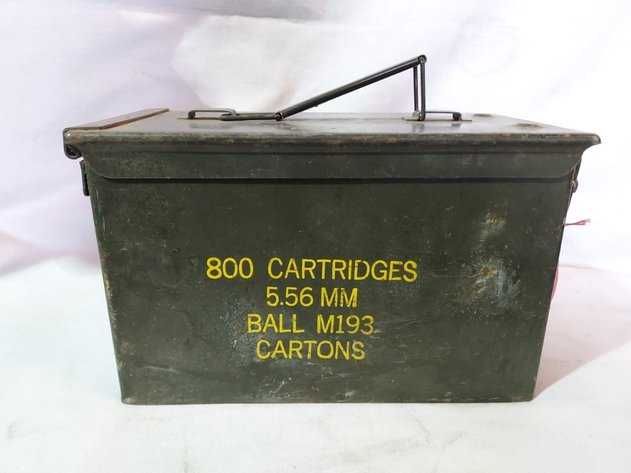 800 CARTRIDGES
5.56 MM
BALL M193
CARTONS